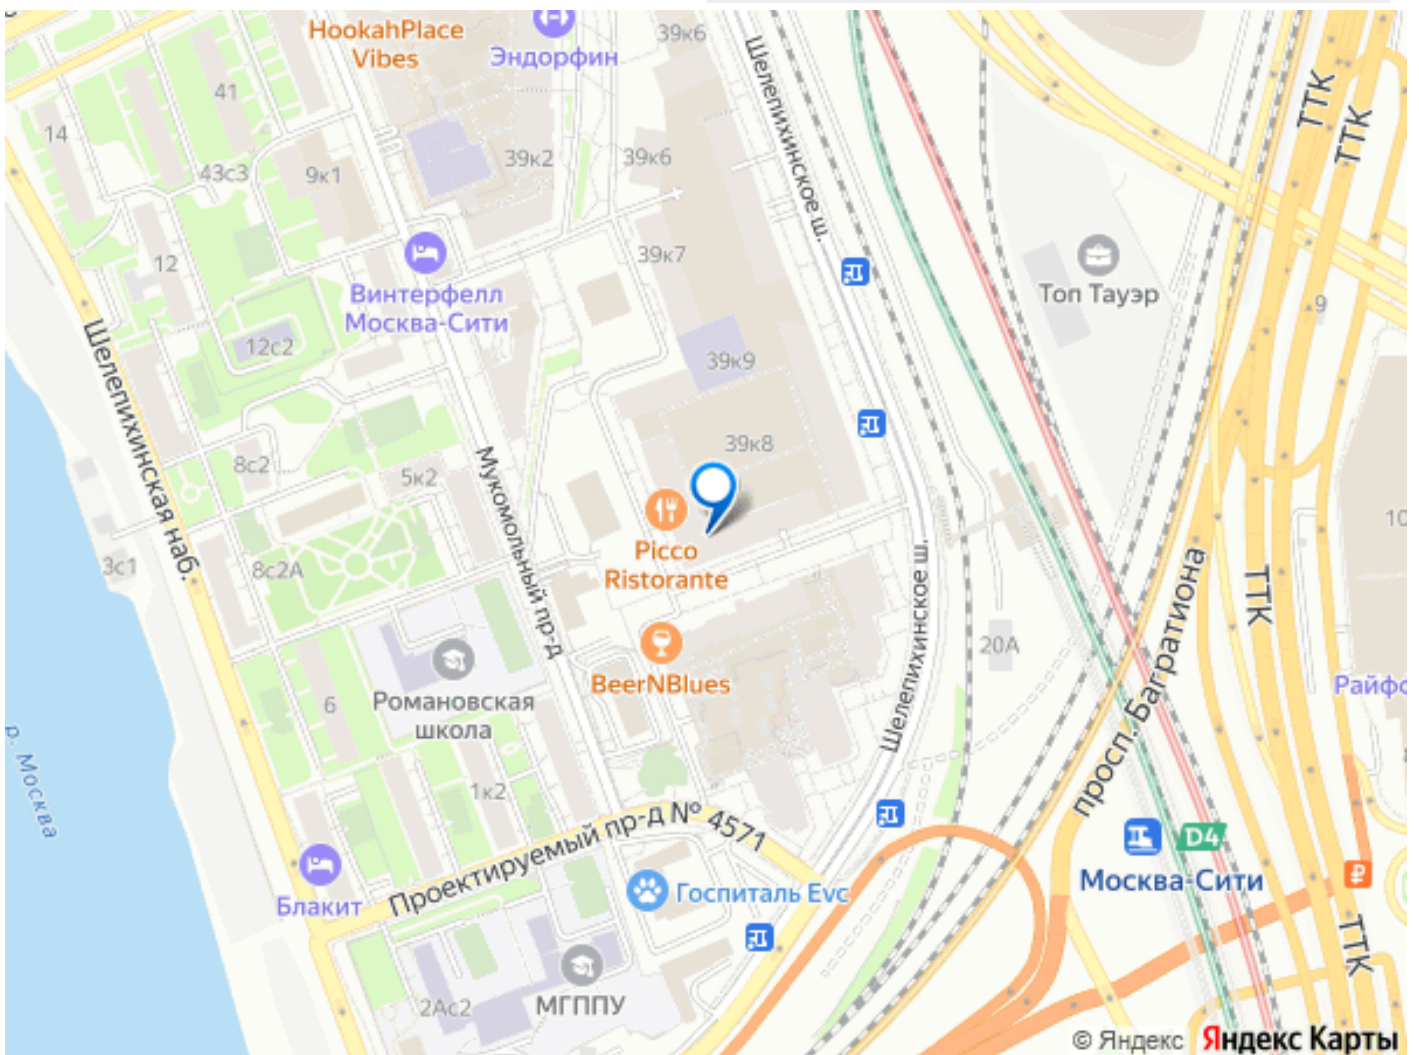 HookahPlace
Vibes
Эндорфин
39к6
Шелепихинское ш.
ТТК
ТТК
41
14
43с3
9к1
39к2
39к6
12
39к7
Винтерфелл
Москва-Сити
Топ Тауэр
9
12с2
39к9
Шелепихинская наб.
39к8
8с2
5к2
Мукомольный пр-д
Picco
Ristorante
3с1
8с2А
Шелепихинское ш.
просп. Багратиона
ТТК
10
20А
BeerNBlues
Романовская
школа
6
Райфо
р. Москва
1к2
Проектируемый пр-д № 4571
D4
Москва-Сити
₽
Блакит
Госпиталь Evc
ТТК
МГППУ
2Ас2
© Яндекс Яндекс Карты